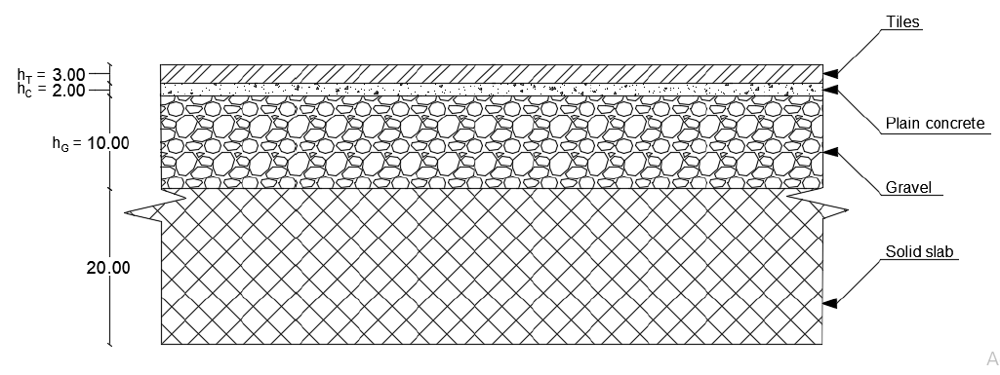 Tiles
h_T = 3.00
h_C = 2.00
Plain concrete
h_G = 10.00
Gravel
Solid slab
20.00
A